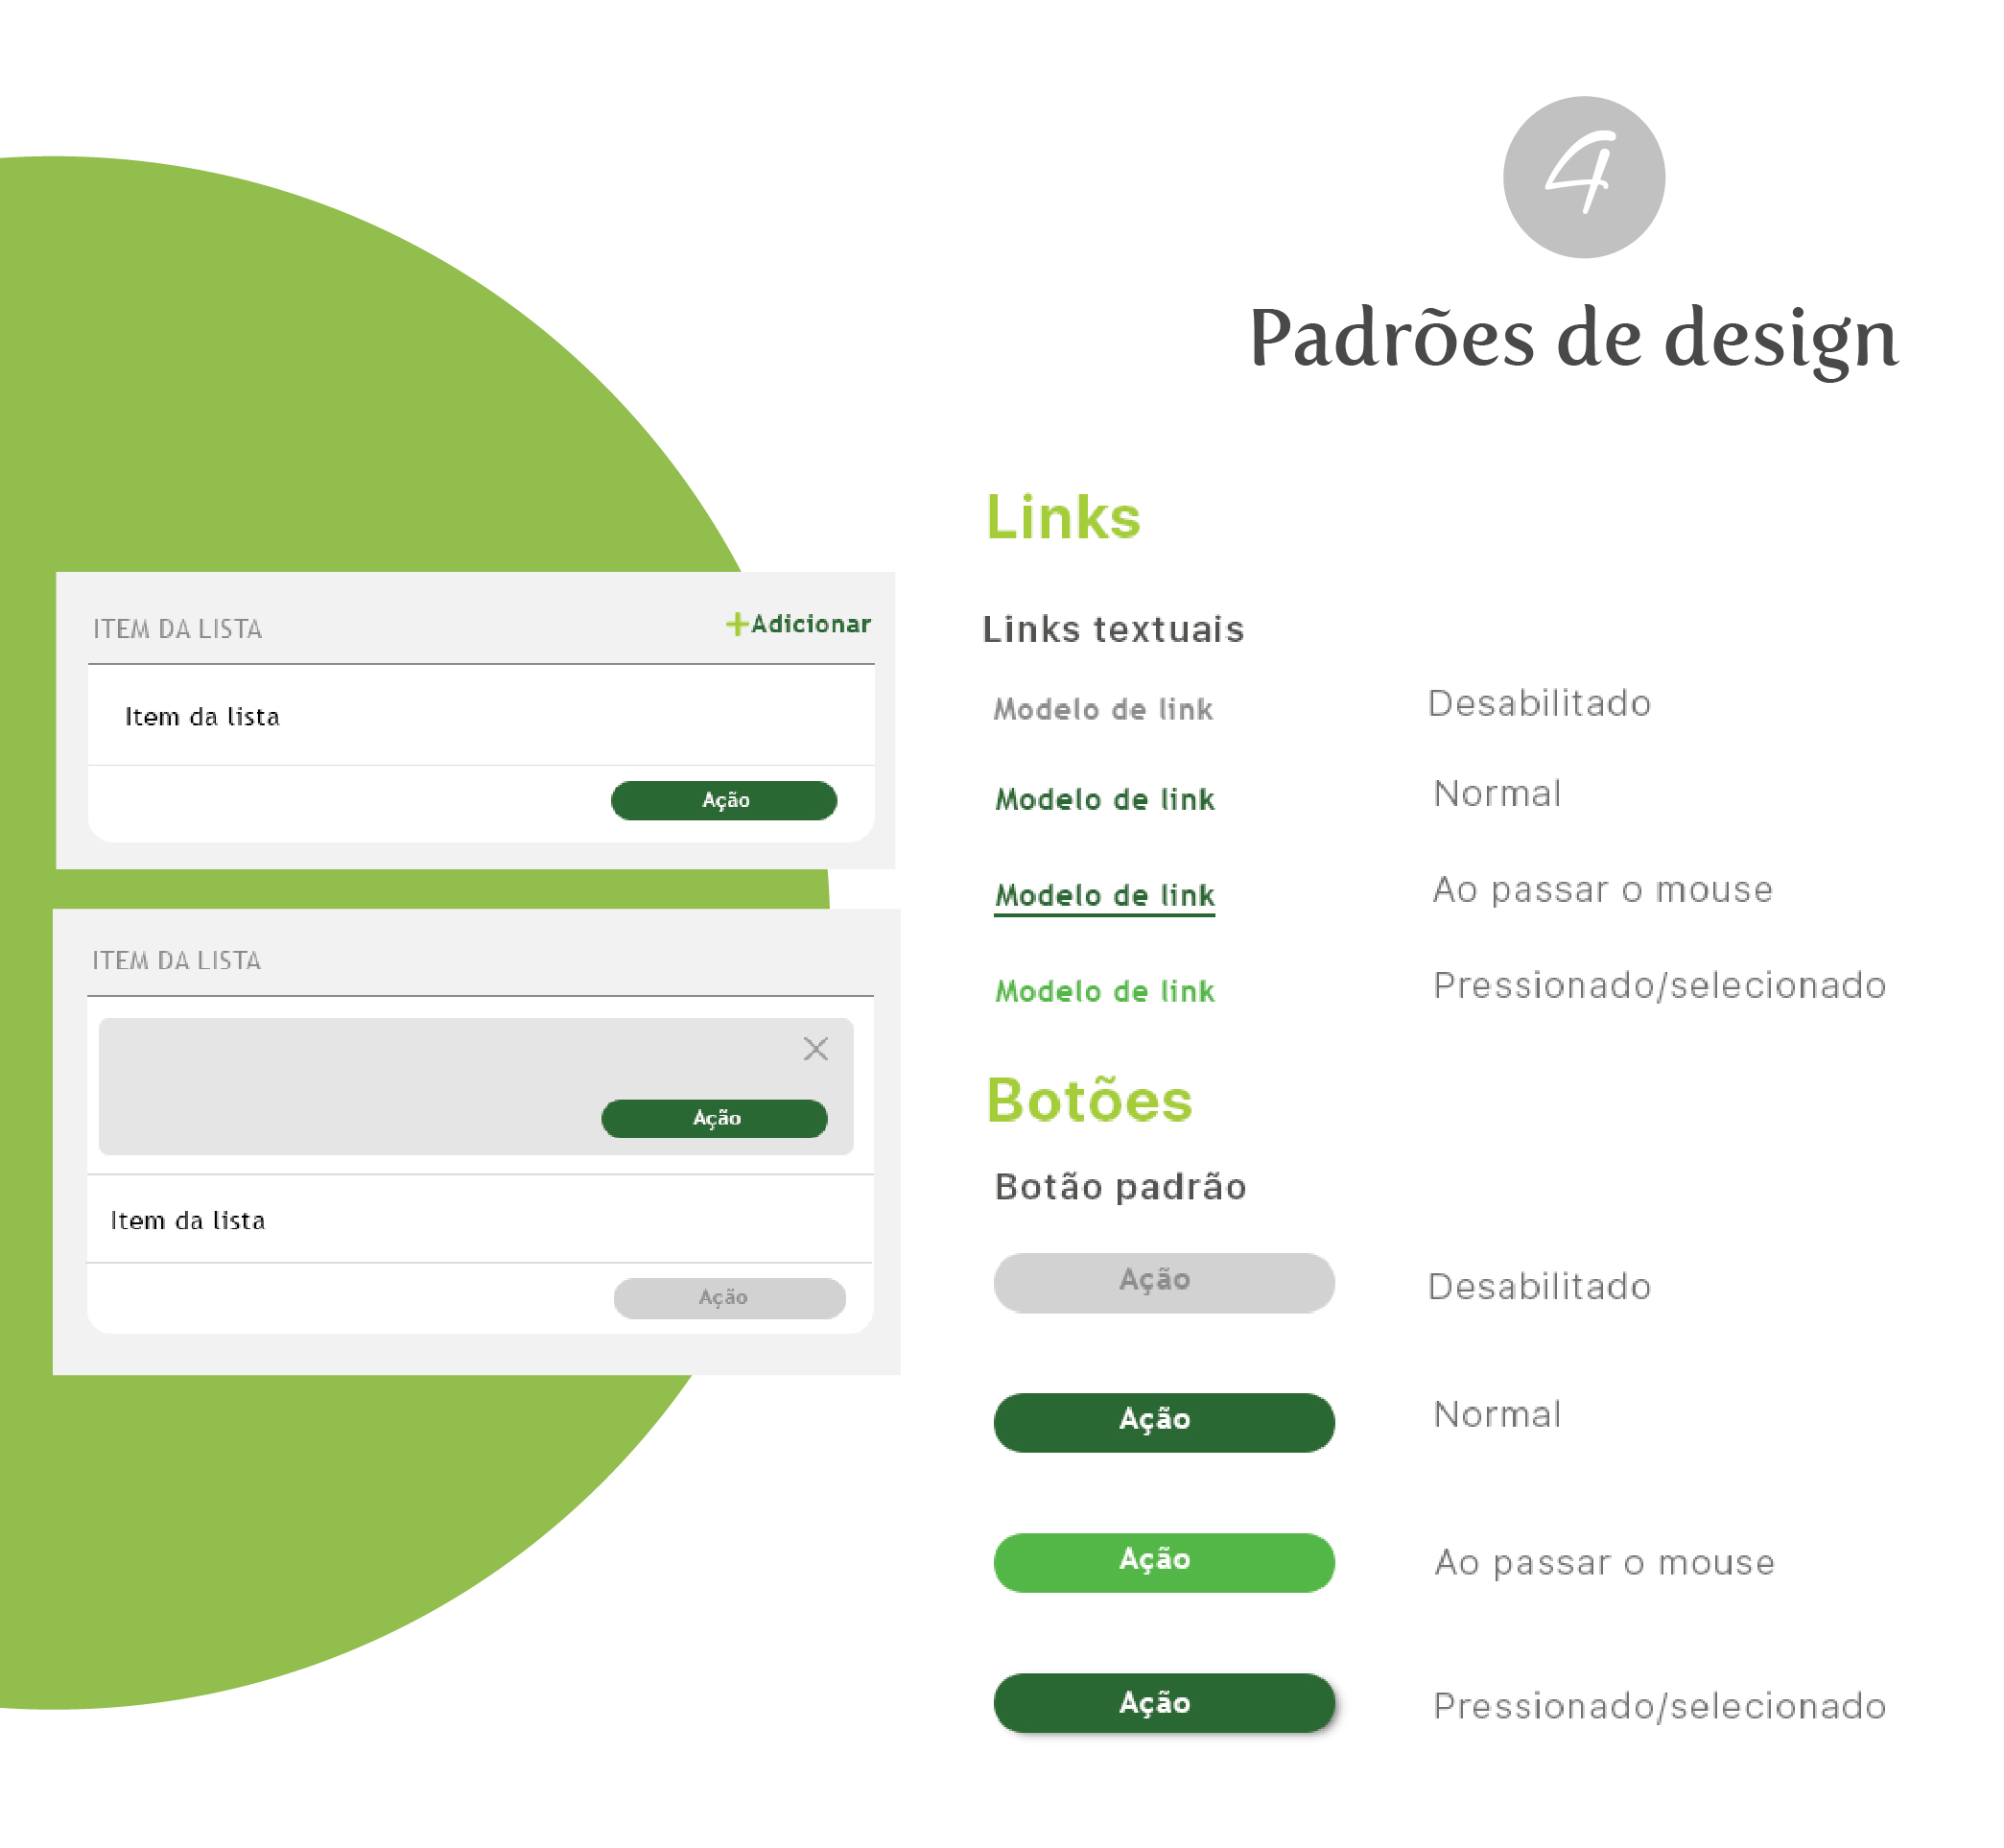 4
Padrões de design
ITEM DA LISTA
+Adicionar
Item da lista
Ação
ITEM DA LISTA
Ação
Item da lista
Ação
Links
Links textuais
Modelo de link Desabilitado
Modelo de link Normal
Modelo de link Ao passar o mouse
Modelo de link Pressionado/selecionado
Botões
Botão padrão
Ação Desabilitado
Ação Normal
Ação Ao passar o mouse
Ação Pressionado/selecionado